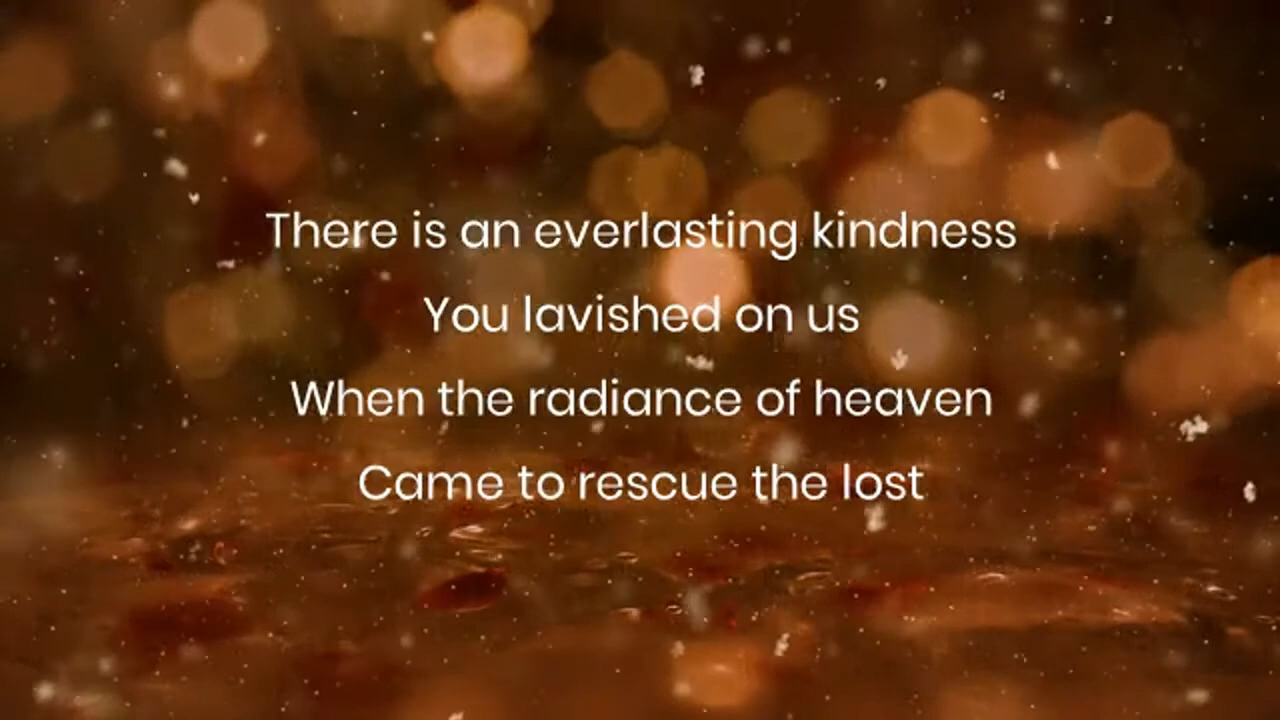 There is an everlasting kindness
You lavished on us
When the radiance of heaven
Came to rescue the lost